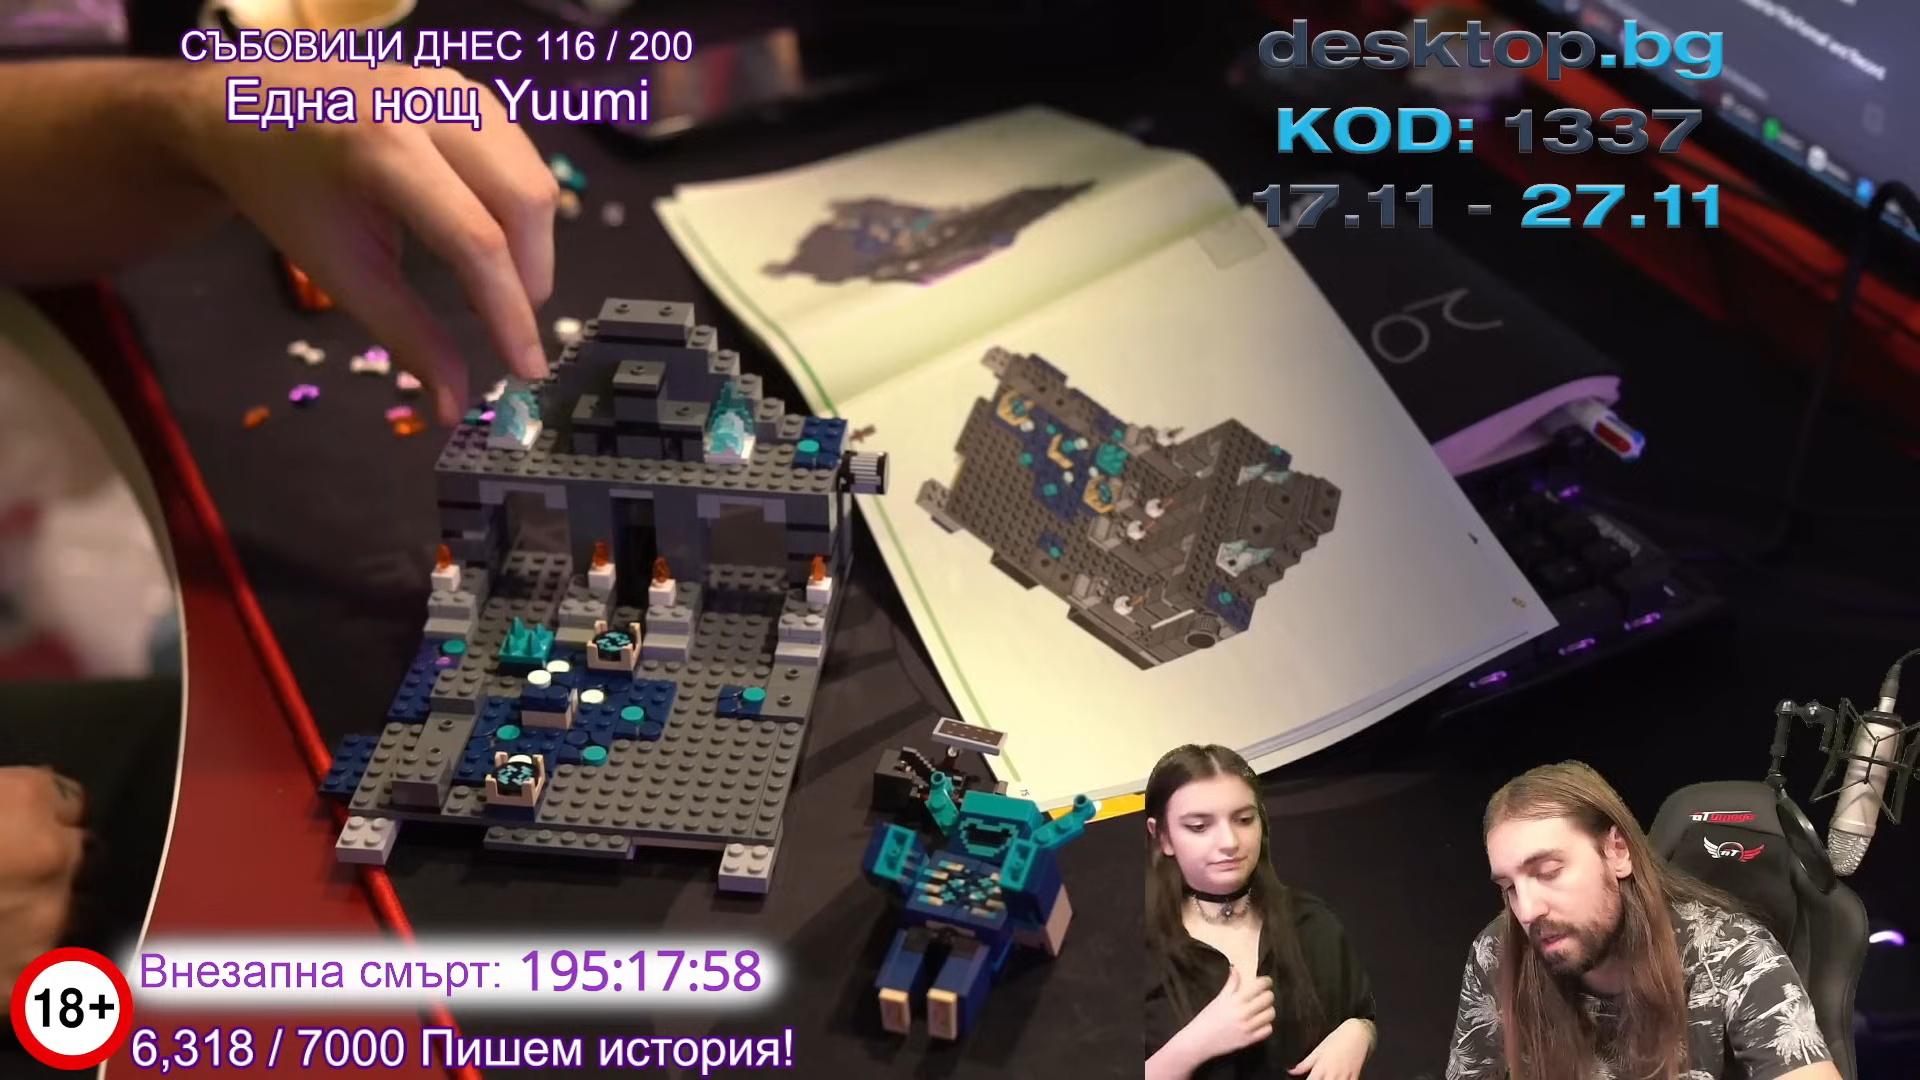 СЪБОВИЦИ ДНЕС 116 / 200
Една нощ Yuumi
desktop.bg
KOD: 1337
17.11 - 27.11
Внезапна смърт: 195:17:58
18+
6,318 / 7000 Пишем история!